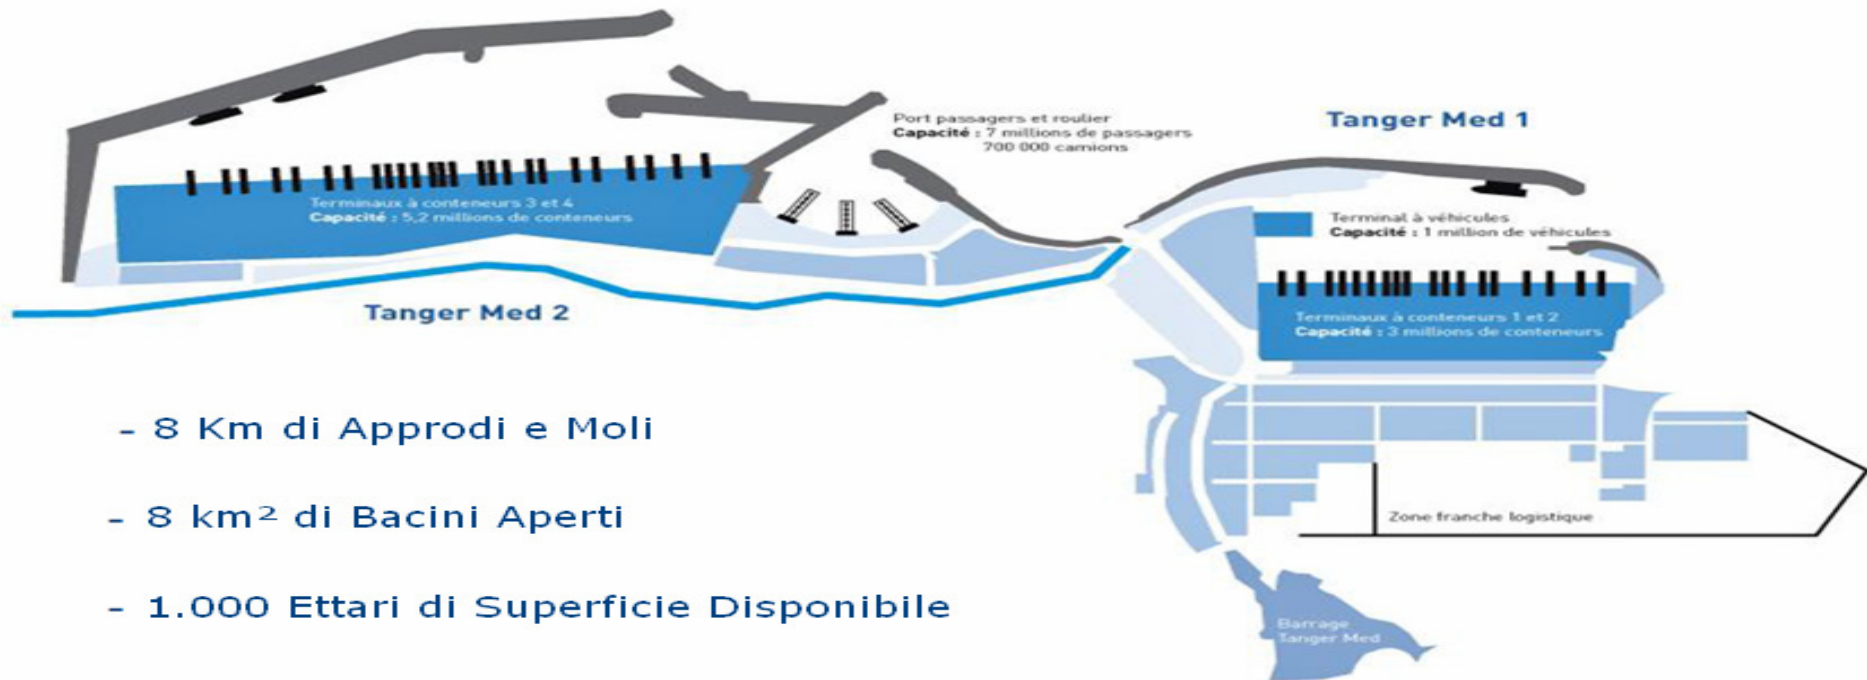 Port passagers et roulier
Capacité : 7 millions de passagers
700 000 camions
Tanger Med 1
Terminaux à conteneurs 3 et 4
Capacité : 5,2 millions de conteneurs
Terminal à véhicules
Capacité : 1 million de véhicules
Tanger Med 2
Terminaux à conteneurs 1 et 2
Capacité : 3 millions de conteneurs
- 8 Km di Approdi e Moli
- 8 km² di Bacini Aperti
Zone franche logistique
- 1.000 Ettari di Superficie Disponibile
Barrage
Tanger Med